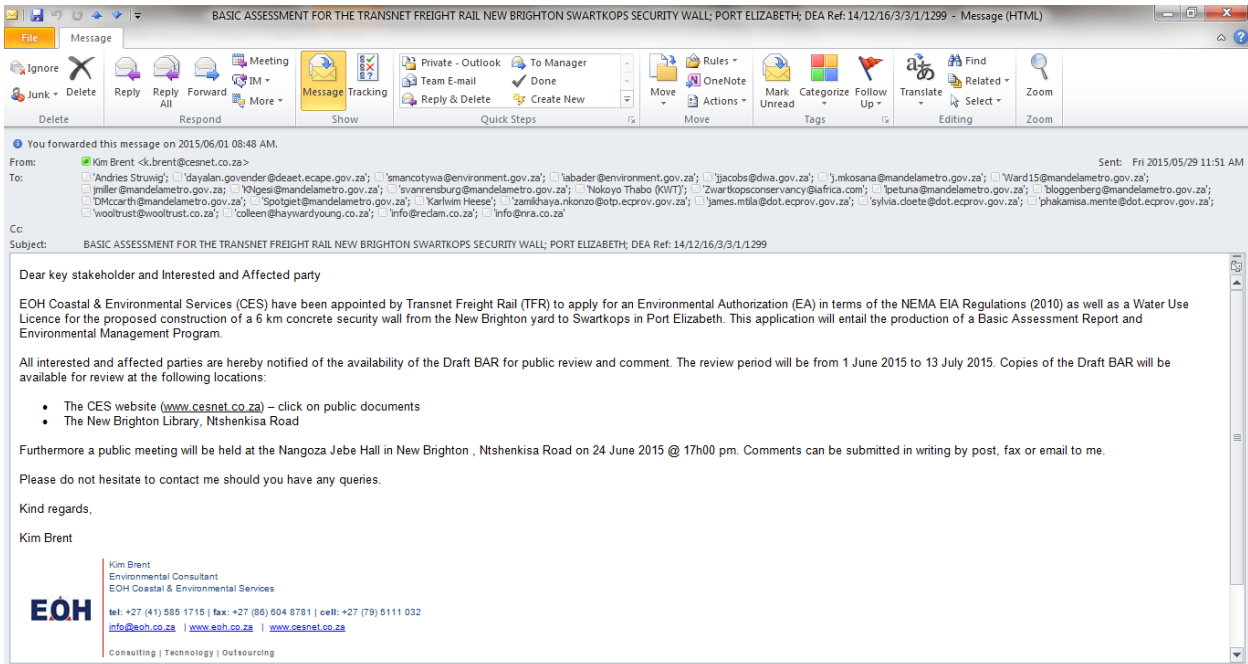 BASIC ASSESSMENT FOR THE TRANSNET FREIGHT RAIL NEW BRIGHTON SWARTKOPS SECURITY WALL; PORT ELIZABETH; DEA Ref: 14/12/16/3/3/1/1299 - Message (HTML)
File Message
Ignore
Junk
Delete
Delete
Reply
Reply All
Forward
Meeting
IM
More
Respond
Message
Tracking
Show
Private - Outlook
Team E-mail
Reply & Delete
To Manager
Done
Create New
Quick Steps
Move
Rules
OneNote
Actions
Move
Mark Unread
Categorize
Follow Up
Tags
Translate
Find
Related
Select
Editing
Zoom
Zoom
You forwarded this message on 2015/06/01 08:48 AM.
From: Kim Brent <k.brent@cesnet.co.za> Sent: Fri 2015/05/29 11:51 AM
To: 'Andries Struwig'; 'dayalan.govender@deaet.ecape.gov.za'; 'smancotywa@environment.gov.za'; 'labader@environment.gov.za'; 'jjacobs@dwa.gov.za'; 'j.mkosana@mandelametro.gov.za'; 'Ward15@mandelametro.gov.za';
'jmiller@mandelametro.gov.za; 'KNgesi@mandelametro.gov.za'; 'svanrensburg@mandelametro.gov.za'; 'Nokoyo Thabo (KWT)'; 'Zwartkopsconservancy@iafrica.com'; 'lpetuna@mandelametro.gov.za'; 'bloggenberg@mandelametro.gov.za';
'DMccarth@mandelametro.gov.za'; 'Spotgiet@mandelametro.gov.za'; 'Karlwim Heese'; 'zamikhaya.nkonzo@otp.ecprov.gov.za'; 'james.mtila@dot.ecprov.gov.za'; 'sylvia.cloete@dot.ecprov.gov.za'; 'phakamisa.mente@dot.ecprov.gov.za';
'wooltrust@wooltrust.co.za'; 'colleen@haywardyoung.co.za'; 'info@reclam.co.za'; 'info@nra.co.za'
Cc:
Subject: BASIC ASSESSMENT FOR THE TRANSNET FREIGHT RAIL NEW BRIGHTON SWARTKOPS SECURITY WALL; PORT ELIZABETH; DEA Ref: 14/12/16/3/3/1/1299
Dear key stakeholder and Interested and Affected party
EOH Coastal & Environmental Services (CES) have been appointed by Transnet Freight Rail (TFR) to apply for an Environmental Authorization (EA) in terms of the NEMA EIA Regulations (2010) as well as a Water Use
Licence for the proposed construction of a 6 km concrete security wall from the New Brighton yard to Swartkops in Port Elizabeth. This application will entail the production of a Basic Assessment Report and
Environmental Management Program.
All interested and affected parties are hereby notified of the availability of the Draft BAR for public review and comment. The review period will be from 1 June 2015 to 13 July 2015. Copies of the Draft BAR will be
available for review at the following locations:
• The CES website (www.cesnet.co.za) – click on public documents
• The New Brighton Library, Ntshenkisa Road
Furthermore a public meeting will be held at the Nangoza Jebe Hall in New Brighton , Ntshenkisa Road on 24 June 2015 @ 17h00 pm. Comments can be submitted in writing by post, fax or email to me.
Please do not hesitate to contact me should you have any queries.
Kind regards,
Kim Brent
EOH
Kim Brent
Environmental Consultant
EOH Coastal & Environmental Services
tel: +27 (41) 585 1715 | fax: +27 (86) 604 8781 | cell: +27 (79) 5111 032
info@eoh.co.za | www.eoh.co.za | www.cesnet.co.za
Consulting | Technology | Outsourcing